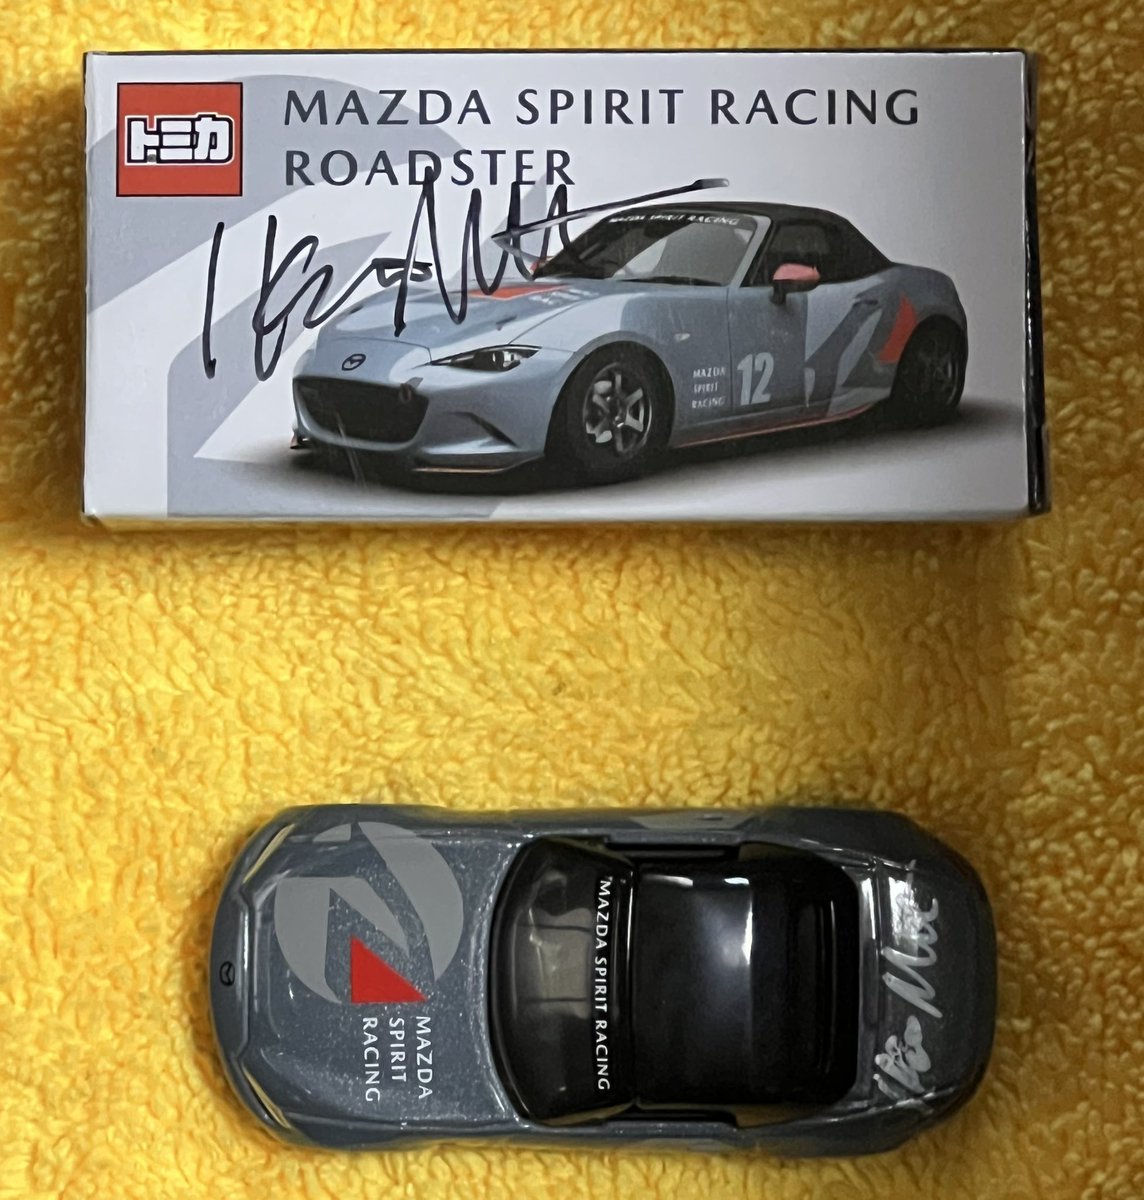 トミカ
MAZDA SPIRIT RACING
ROADSTER
MAZDA SPIRIT RACING
MAZDA
SPIRIT
RACING
12
MAZDA
SPIRIT
RACING
MAZDA SPIRIT RACING